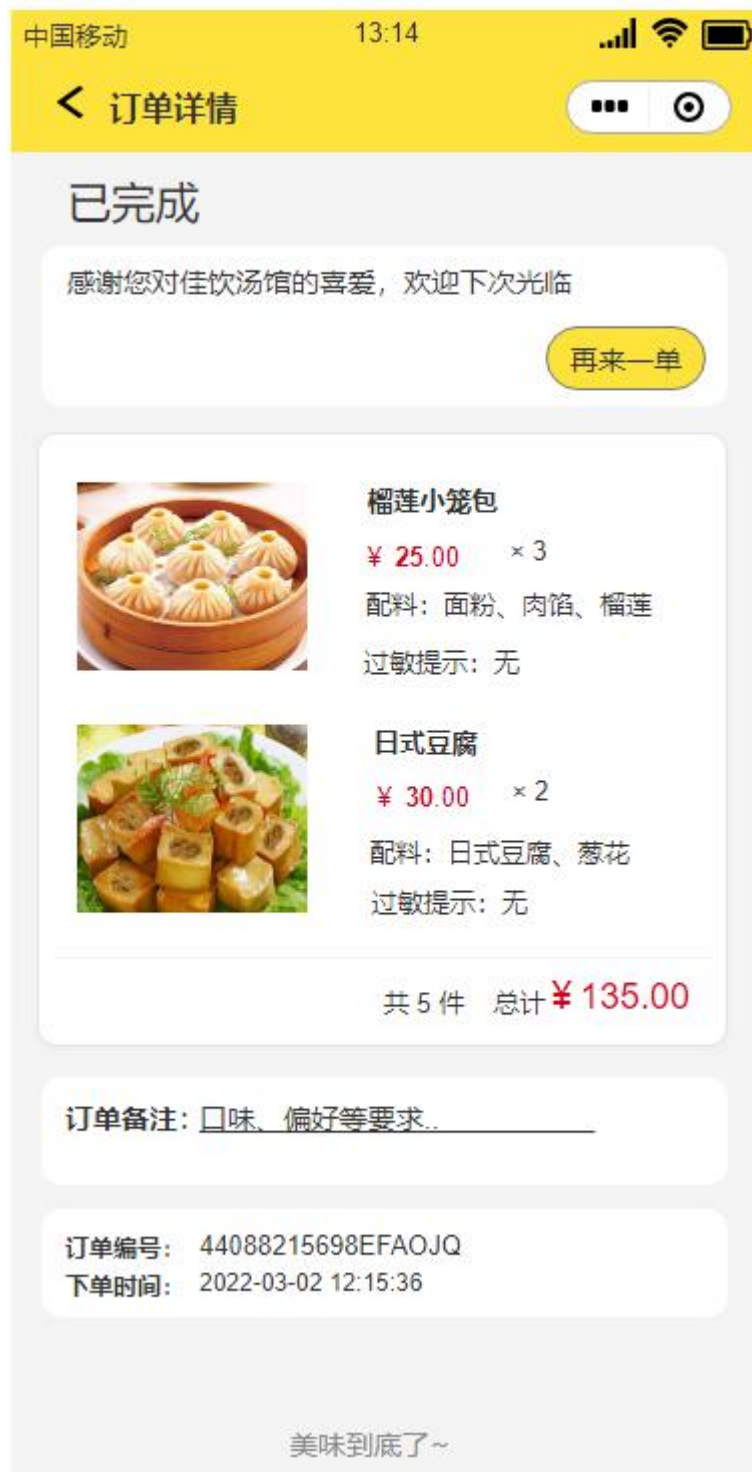 中国移动 13:14
订单详情
已完成
感谢您对佳饮汤馆的喜爱，欢迎下次光临
再来一单
榴莲小笼包
￥ 25.00 × 3
配料：面粉、肉馅、榴莲
过敏提示：无
日式豆腐
￥ 30.00 × 2
配料：日式豆腐、葱花
过敏提示：无
共 5 件 总计￥135.00
订单备注：口味、偏好等要求..
订单编号： 44088215698EFAOJQ
下单时间： 2022-03-02 12:15:36
美味到底了~